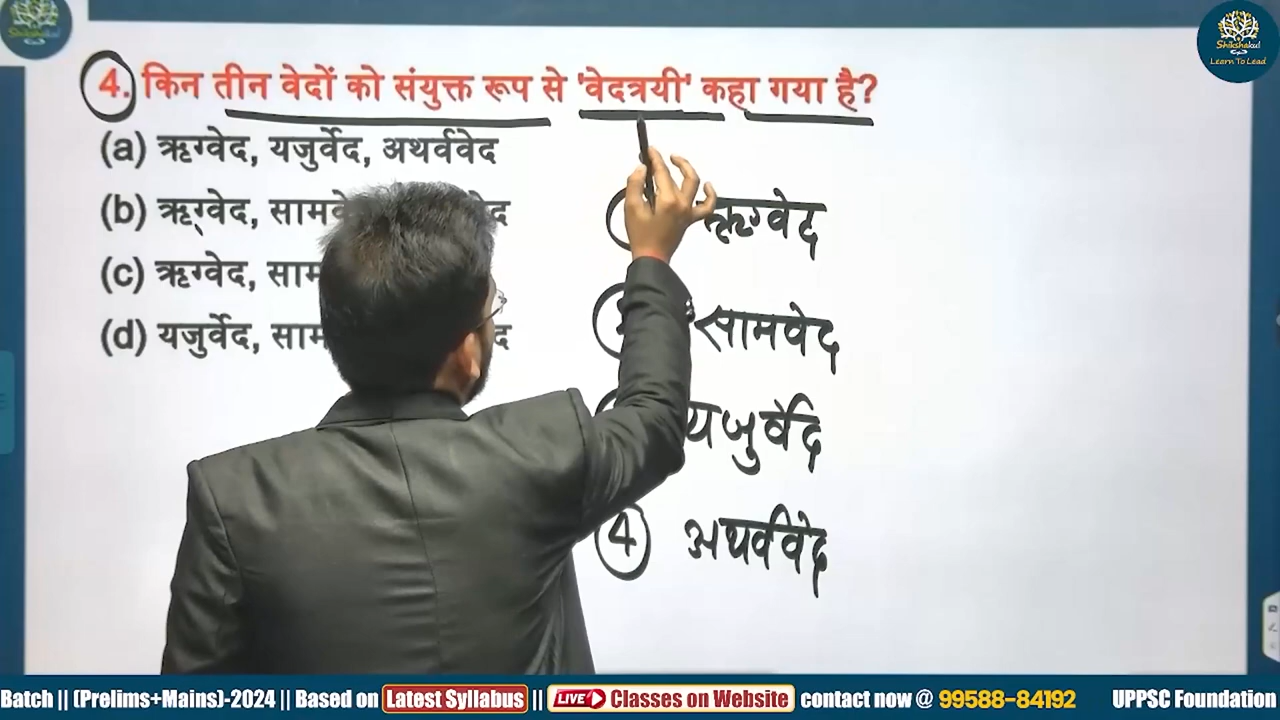 Shikshakul
Shikshakul
Learn To Lead
4. किन तीन वेदों को संयुक्त रूप से 'वेदत्रयी' कहा गया है?
(a) ऋग्वेद, यजुर्वेद, अथर्ववेद
(b) ऋग्वेद,
(c) ऋग्वेद,
(d) यजुर्वेद,
ऋग्वेद
सामवेद
यजुर्वेद
4 अथर्ववेद
Batch || (Prelims+Mains)-2024 || Based on Latest Syllabus || LIVE Classes on Website contact now @ 99588-84192 UPPSC Foundation